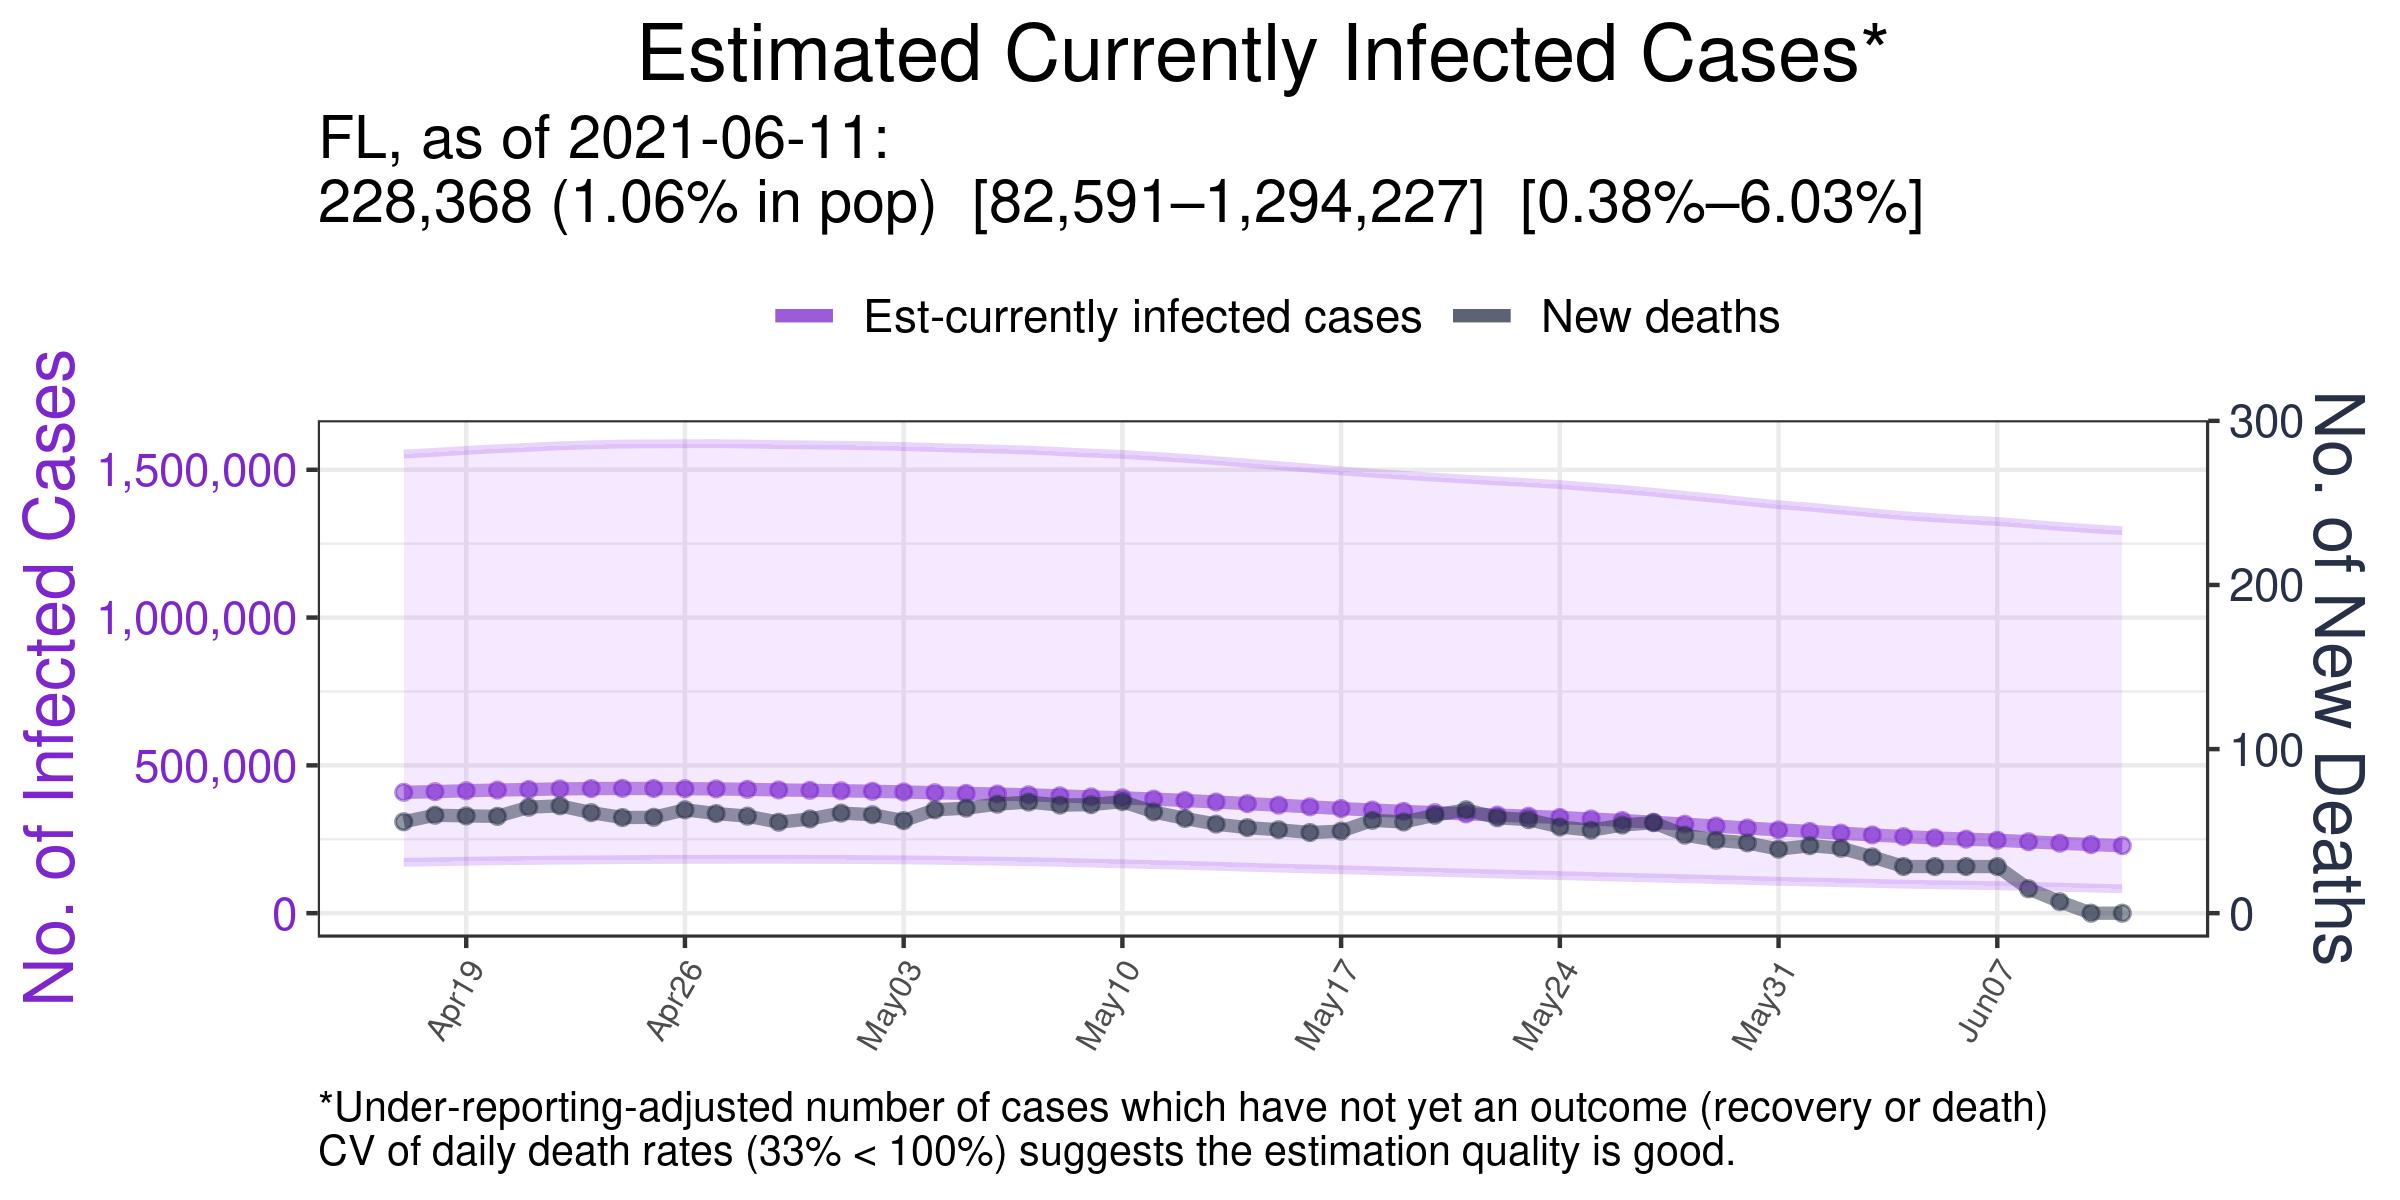 Estimated Currently Infected Cases*
FL, as of 2021-06-11:
228,368 (1.06% in pop)  [82,591–1,294,227]  [0.38%–6.03%]
Est-currently infected cases
New deaths
No. of Infected Cases
1,500,000
1,000,000
500,000
0
300
200
100
0
No. of New Deaths
Apr19
Apr26
May03
May10
May17
May24
May31
Jun07
*Under-reporting-adjusted number of cases which have not yet an outcome (recovery or death)
CV of daily death rates (33% < 100%) suggests the estimation quality is good.